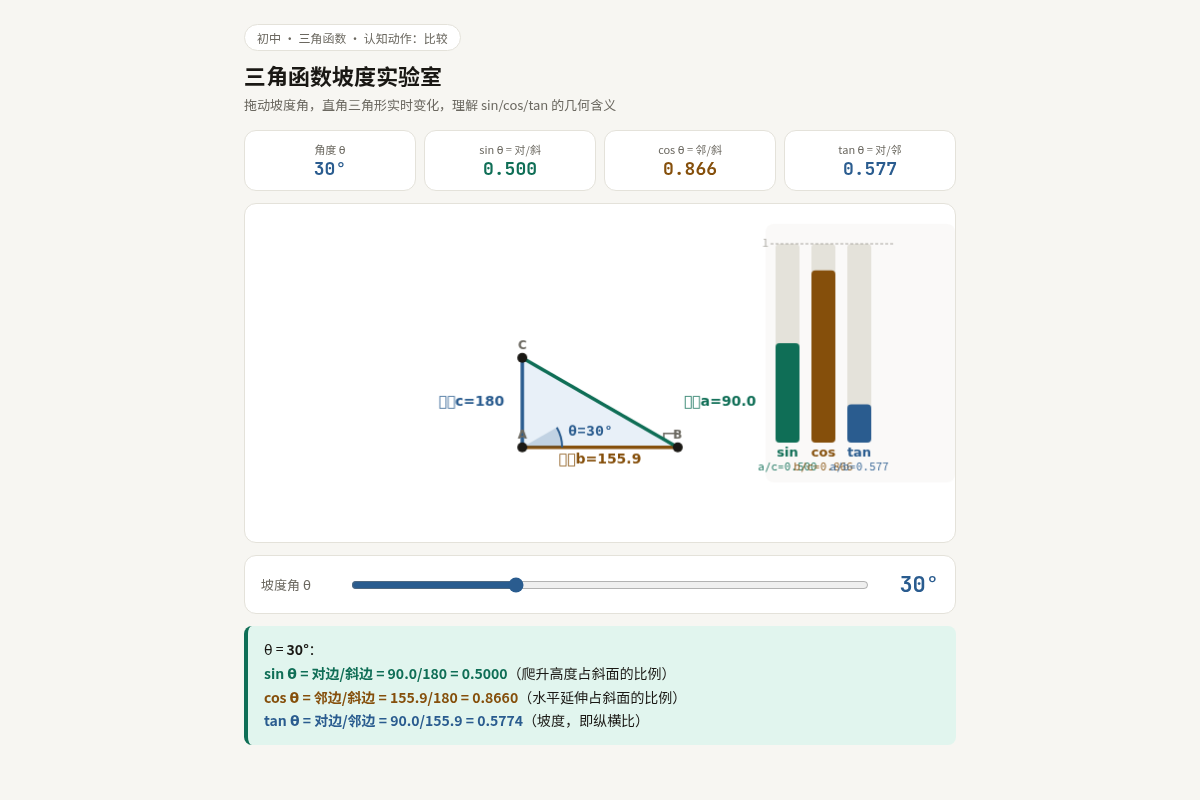 初中 · 三角函数 · 认知动作：比较
三角函数坡度实验室
拖动坡度角，直角三角形实时变化，理解 sin/cos/tan 的几何含义
角度 θ
30°
sin θ = 对/斜
0.500
cos θ = 邻/斜
0.866
tan θ = 对/邻
0.577
1
C
c=180
a=90.0
A
θ=30°
B
b=155.9
sin
cos
tan
a/c=0.500
a/b=0.577
坡度角 θ
30°
θ = 30°：
sin θ = 对边/斜边 = 90.0/180 = 0.5000（爬升高度占斜面的比例）
cos θ = 邻边/斜边 = 155.9/180 = 0.8660（水平延伸占斜面的比例）
tan θ = 对边/邻边 = 90.0/155.9 = 0.5774（坡度，即纵横比）